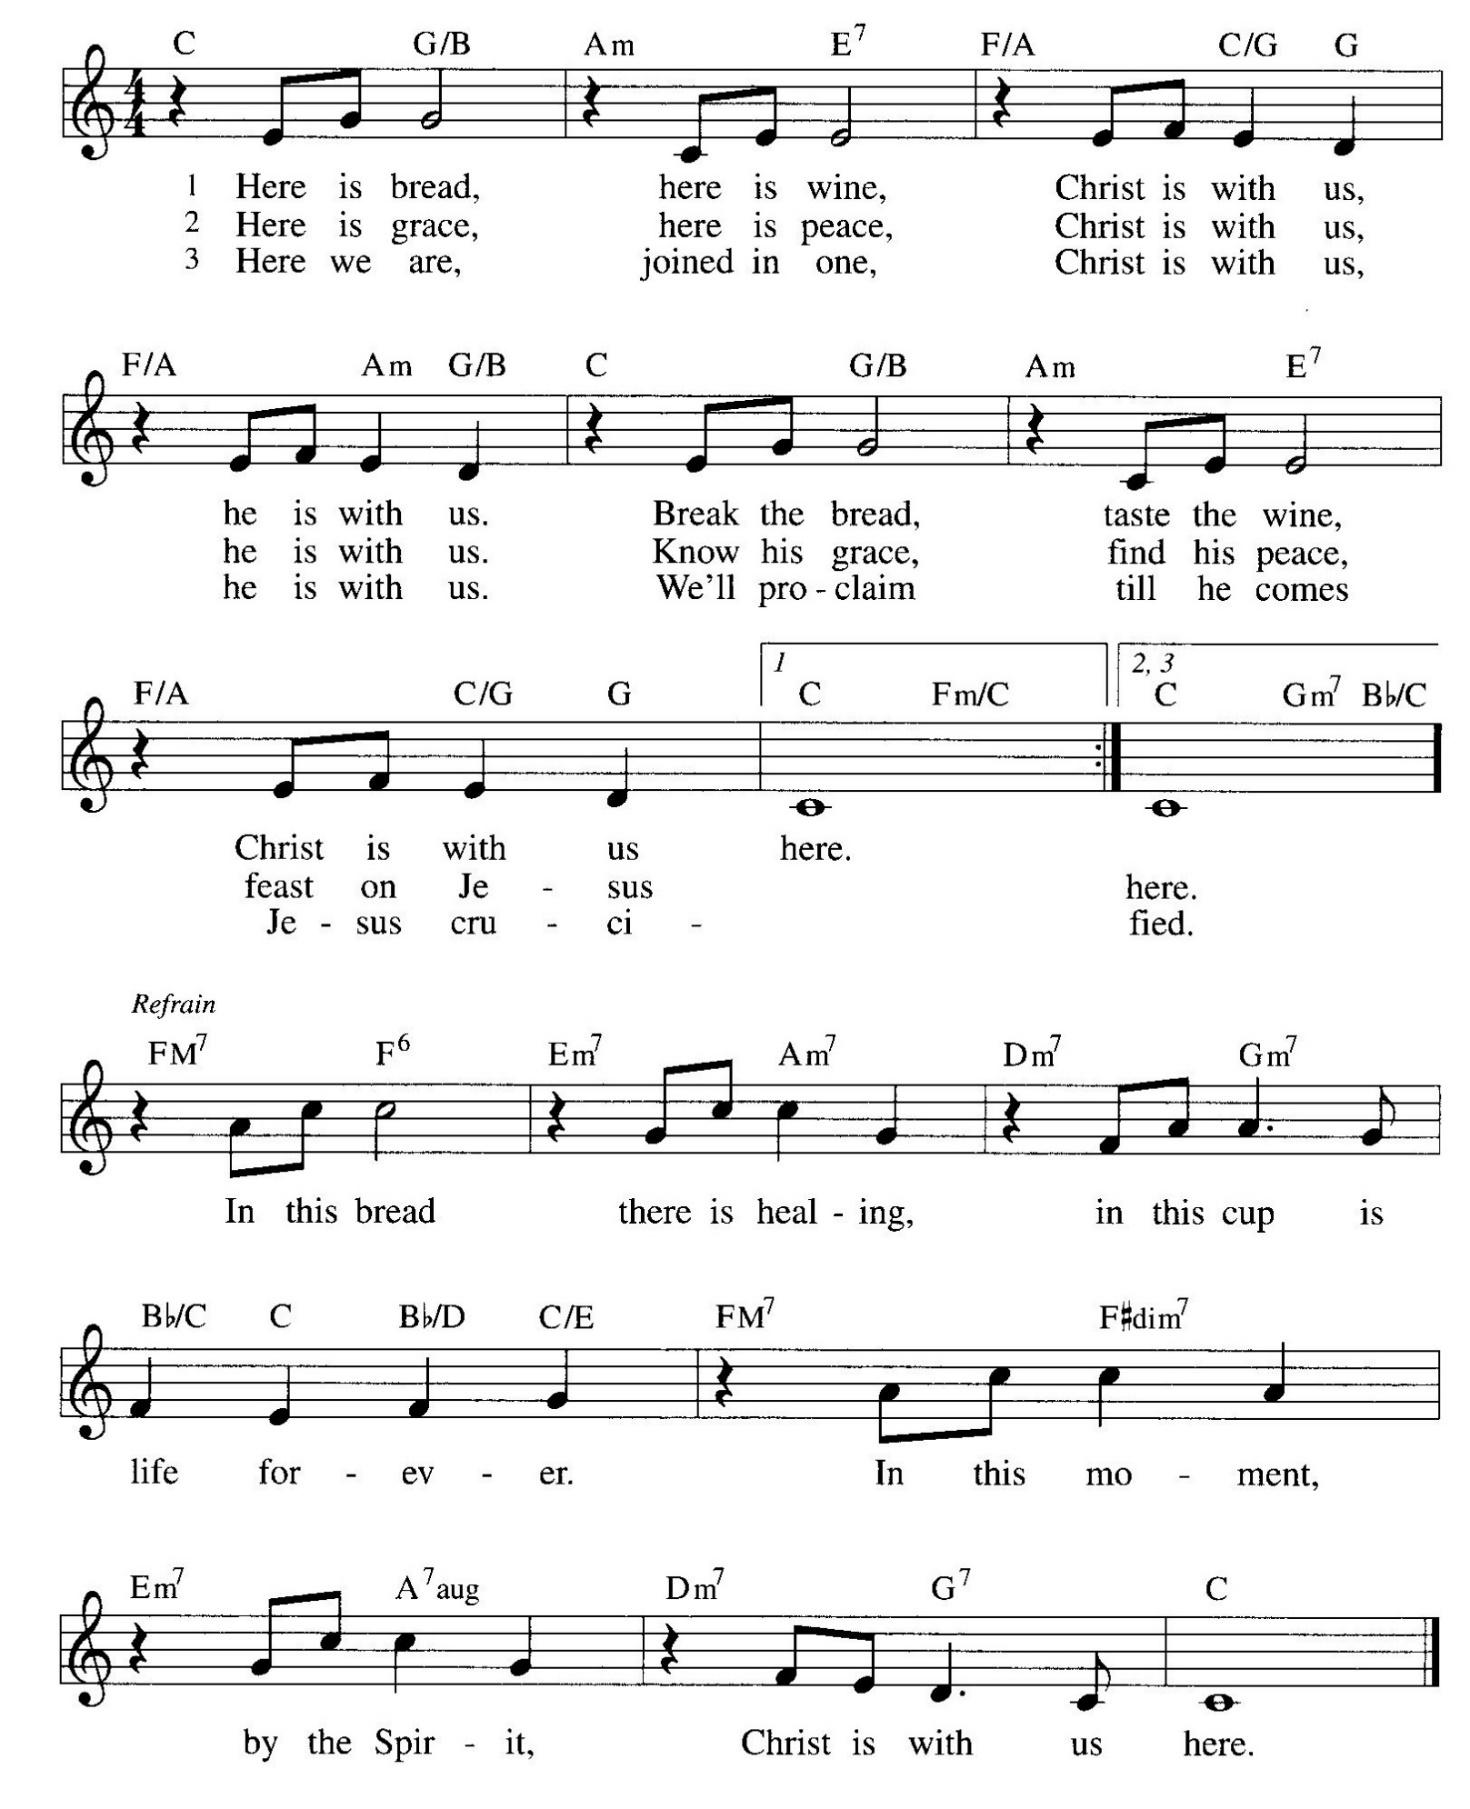 C G/B Am E7 F/A C/G G
1 Here is bread, here is wine, Christ is with us,
2 Here is grace, here is peace, Christ is with us,
3 Here we are, joined in one, Christ is with us,
F/A Am G/B C G/B Am E7
he is with us. Break the bread, taste the wine,
he is with us. Know his grace, find his peace,
he is with us. We'll pro - claim till he comes
1 2, 3
F/A C/G G C Fm/C C Gm7 B♭/C
Christ is with us here.
feast on Je - sus here.
Je - sus cru - ci - fied.
Refrain
FM7 F6 Em7 Am7 Dm7 Gm7
In this bread there is heal - ing, in this cup is
B♭/C C B♭/D C/E FM7 F♯dim7
life for - ev - er. In this mo - ment,
Em7 A7aug Dm7 G7 C
by the Spir - it, Christ is with us here.